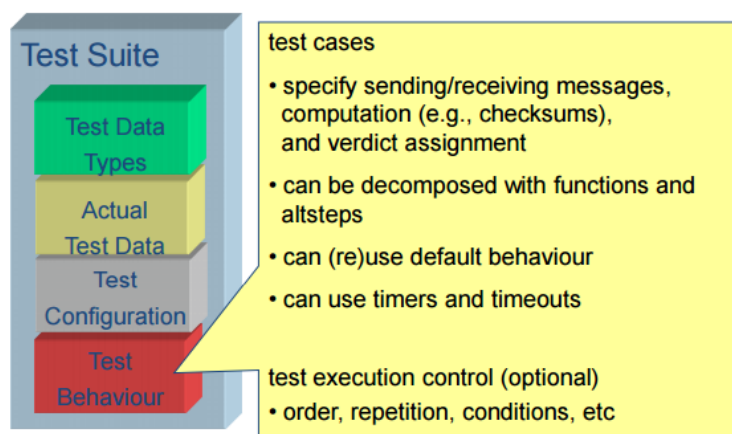 Test Suite
Test Data
Types
Actual
Test Data
Test
Configuration
Test
Behaviour
test cases
• specify sending/receiving messages,
computation (e.g., checksums),
and verdict assignment
• can be decomposed with functions and
altsteps
• can (re)use default behaviour
• can use timers and timeouts
test execution control (optional)
• order, repetition, conditions, etc